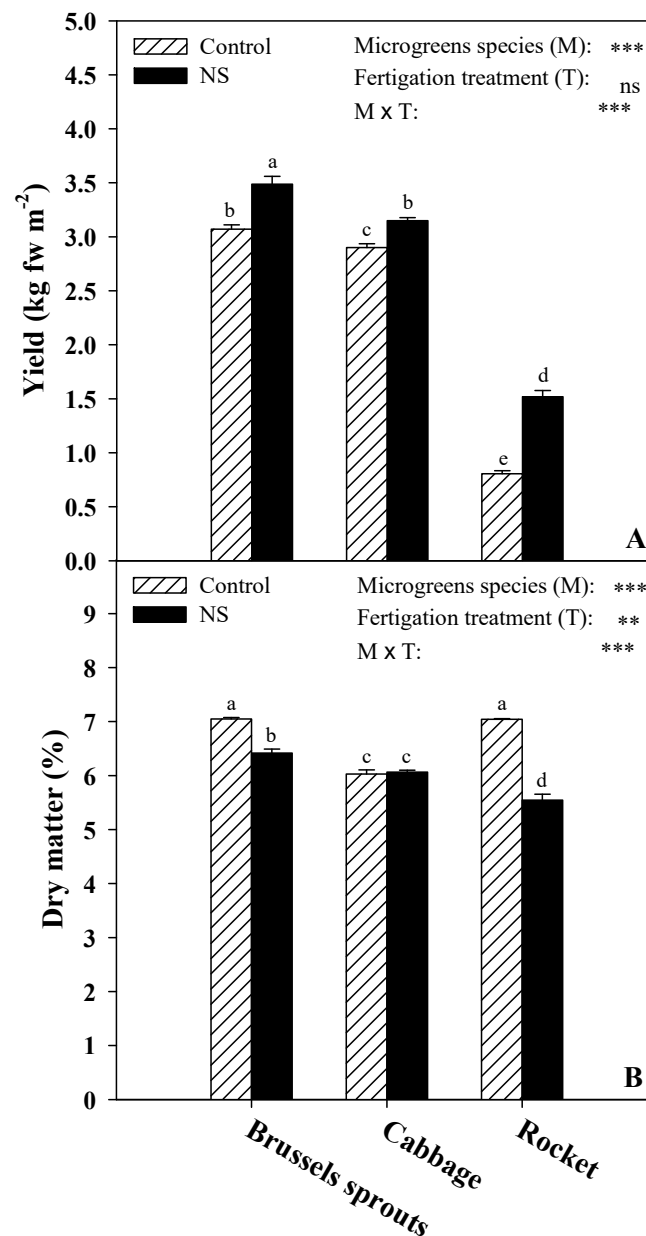 5.0
4.5
4.0
3.5
3.0
2.5
2.0
1.5
1.0
0.5
0.0
Yield (kg fw m⁻²)
Control
NS
Microgreens species (M): ***
Fertigation treatment (T): ns
M x T: ***
b
a
c
b
e
d
A
9
8
7
6
5
4
3
2
1
0
Dry matter (%)
Control
NS
Microgreens species (M): ***
Fertigation treatment (T): **
M x T: ***
a
b
c
c
a
d
B
Brussels sprouts
Cabbage
Rocket